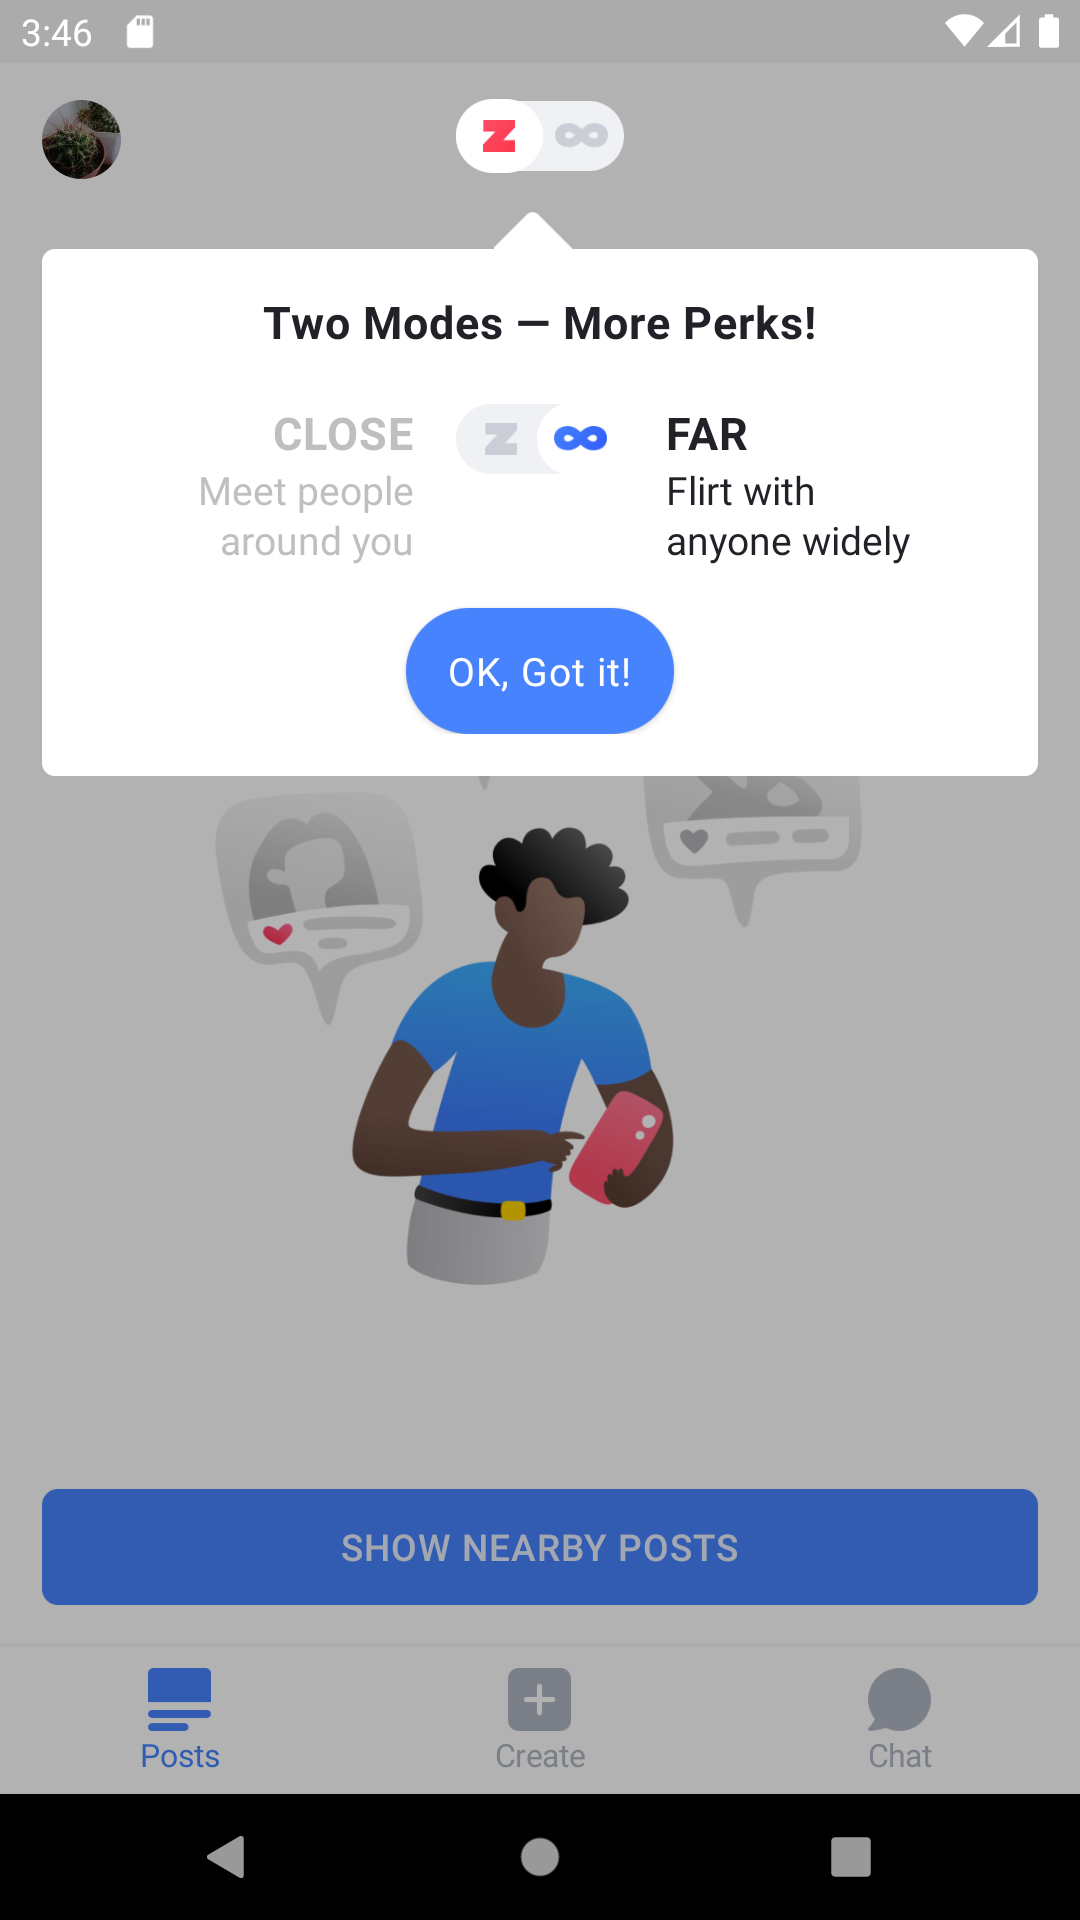 3:46
Two Modes — More Perks!
CLOSE
Meet people
around you
FAR
Flirt with
anyone widely
OK, Got it!
SHOW NEARBY POSTS
Posts
Create
Chat